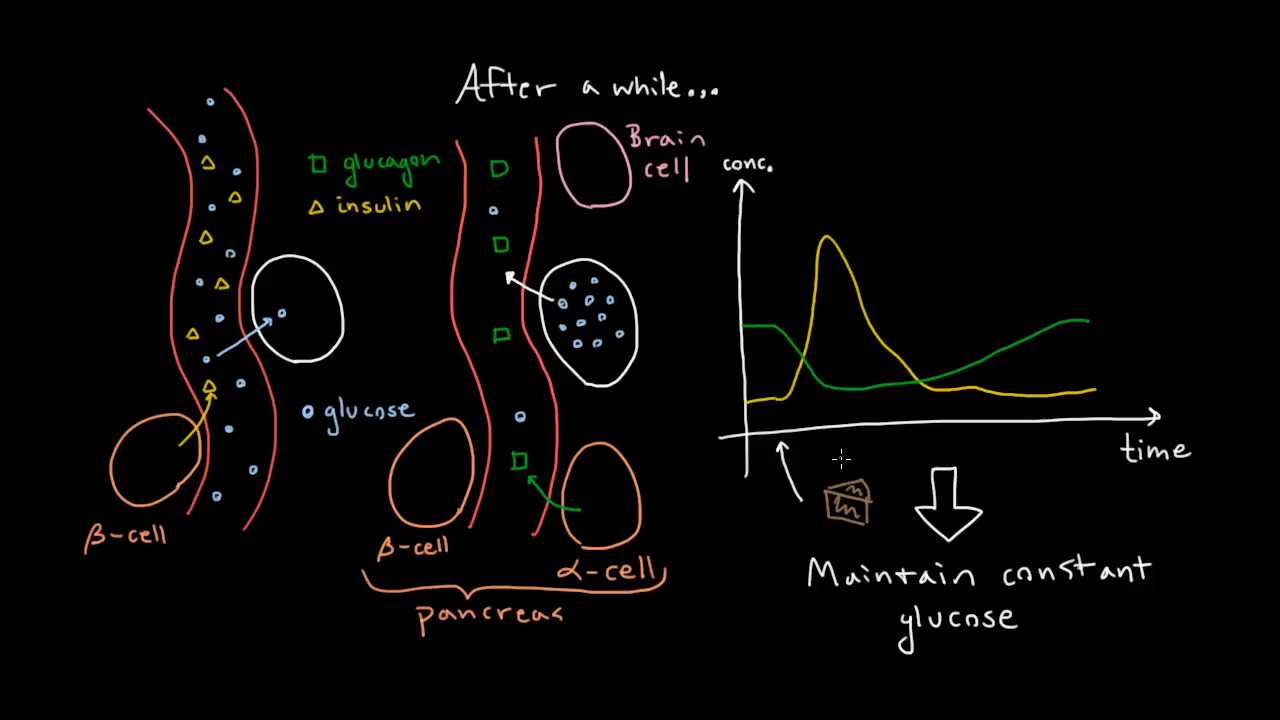 After a while...
glucagon
insulin
Brain
cell
conc.
glucose
time
β-cell
β-cell
α-cell
pancreas
Maintain constant
glucose